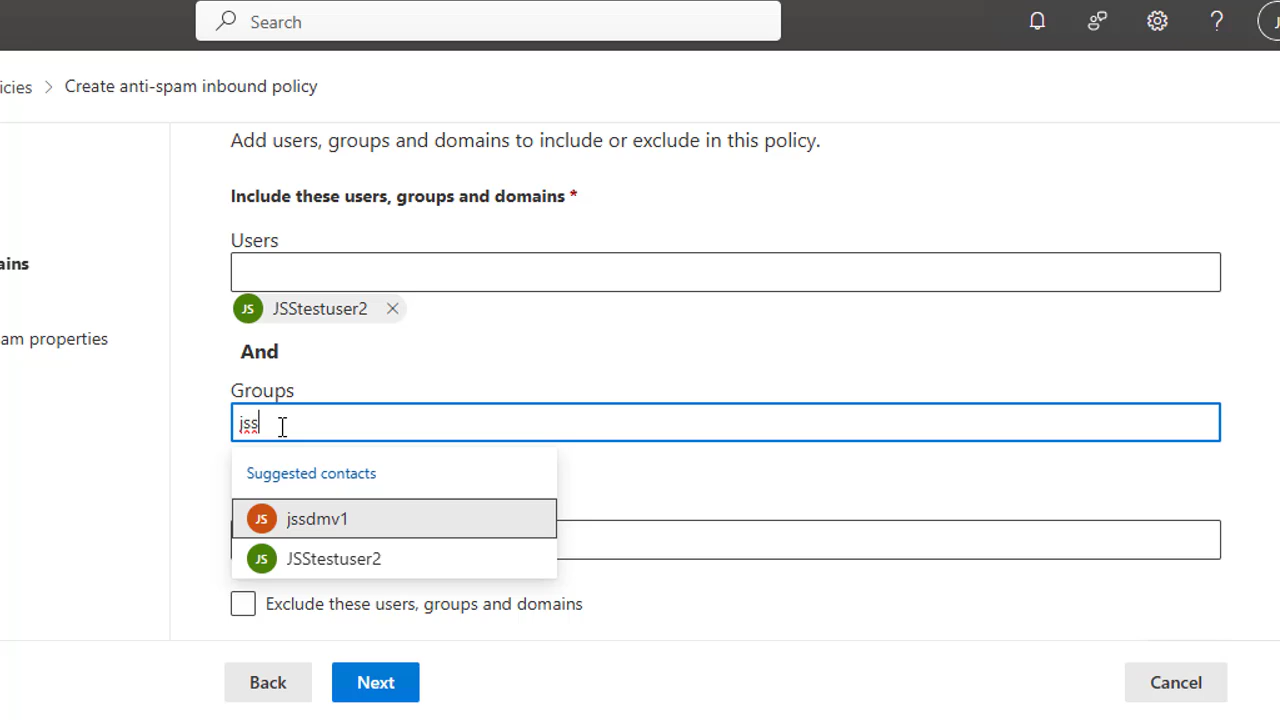 Search
?
J
icies > Create anti-spam inbound policy
Add users, groups and domains to include or exclude in this policy.
Include these users, groups and domains *
ains
Users
JS JSStestuser2
am properties
And
Groups
jss
Suggested contacts
JS jssdmv1
JS JSStestuser2
Exclude these users, groups and domains
Back
Next
Cancel